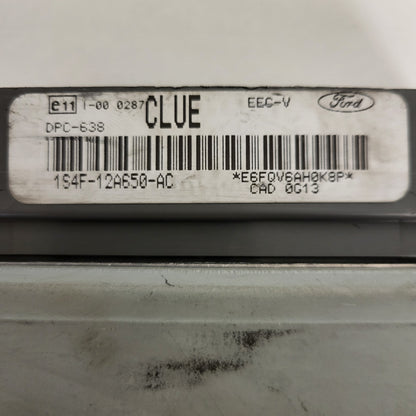 e11 1-00 0287 CLUE EEC-V Ford
DPC-638
1S4F-12A650-AC *E6FQV6AH0K8P*
CAD 0G13